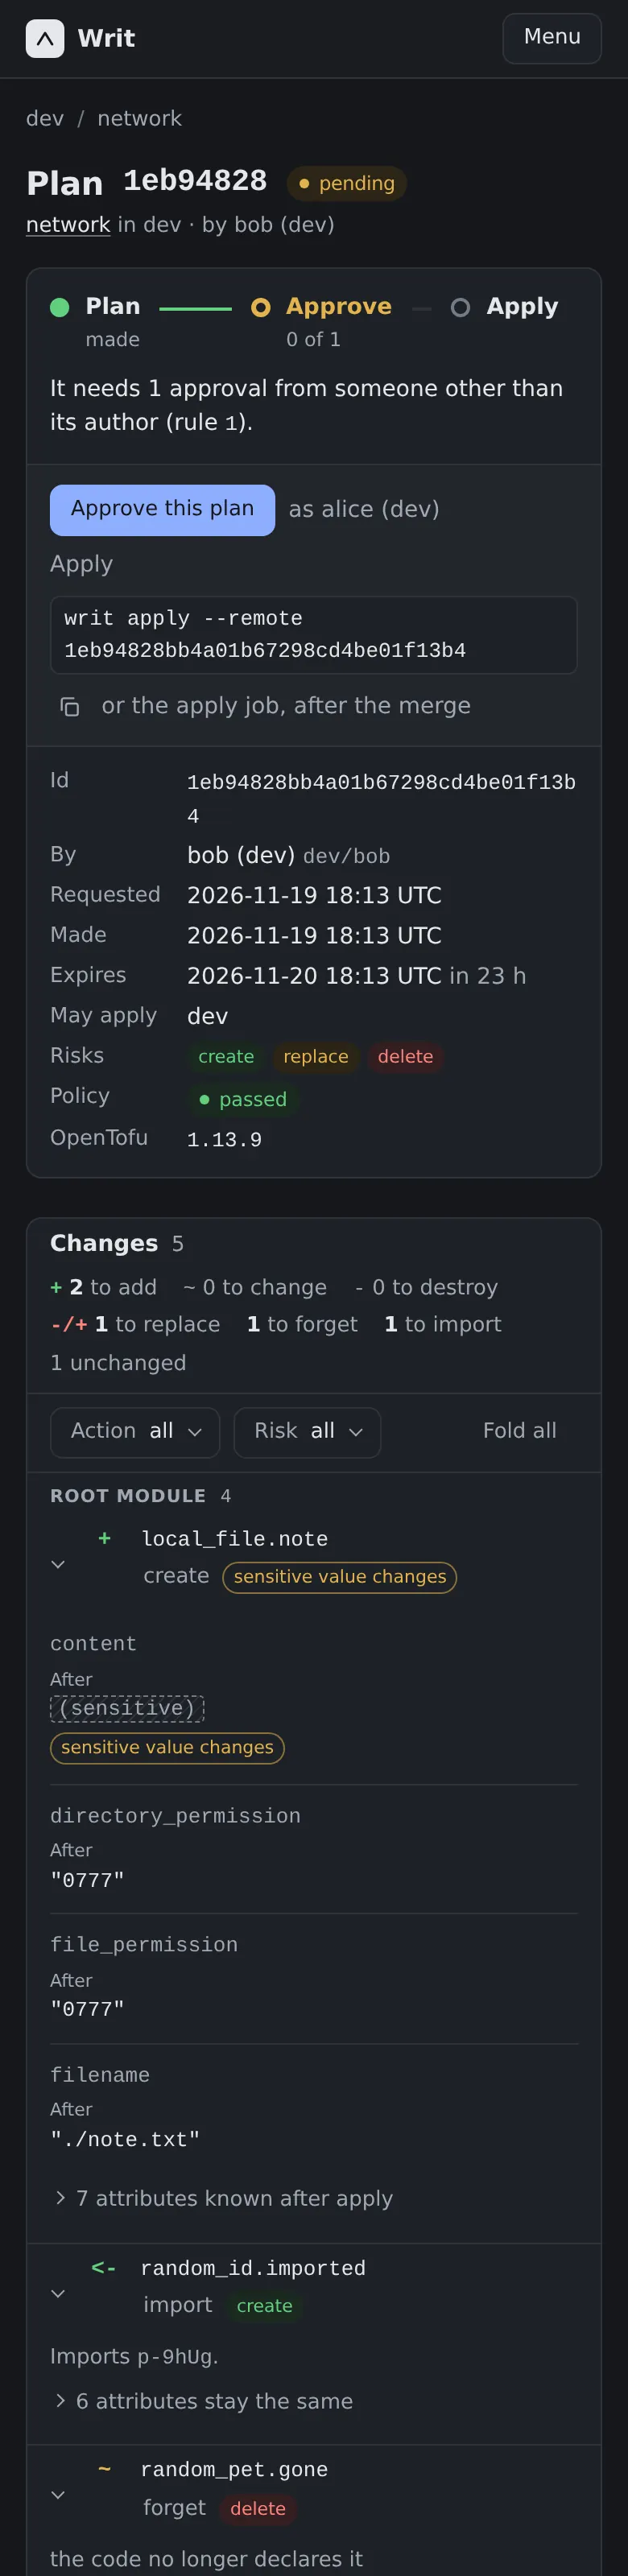 Writ
Menu
dev / network
Plan 1eb94828 pending
network in dev · by bob (dev)
Plan Approve Apply
made 0 of 1
It needs 1 approval from someone other than
its author (rule 1).
Approve this plan as alice (dev)
Apply
writ apply --remote
1eb94828bb4a01b67298cd4be01f13b4
or the apply job, after the merge
Id 1eb94828bb4a01b67298cd4be01f13b
4
By bob (dev) dev/bob
Requested 2026-11-19 18:13 UTC
Made 2026-11-19 18:13 UTC
Expires 2026-11-20 18:13 UTC in 23 h
May apply dev
Risks create replace delete
Policy passed
OpenTofu 1.13.9
Changes 5
+ 2 to add ~ 0 to change - 0 to destroy
-/+ 1 to replace 1 to forget 1 to import
1 unchanged
Action all Risk all Fold all
ROOT MODULE 4
+ local_file.note
create sensitive value changes
content
After
(sensitive)
sensitive value changes
directory_permission
After
"0777"
file_permission
After
"0777"
filename
After
"./note.txt"
7 attributes known after apply
<- random_id.imported
import create
Imports p-9hUg.
6 attributes stay the same
~ random_pet.gone
forget delete
the code no longer declares it